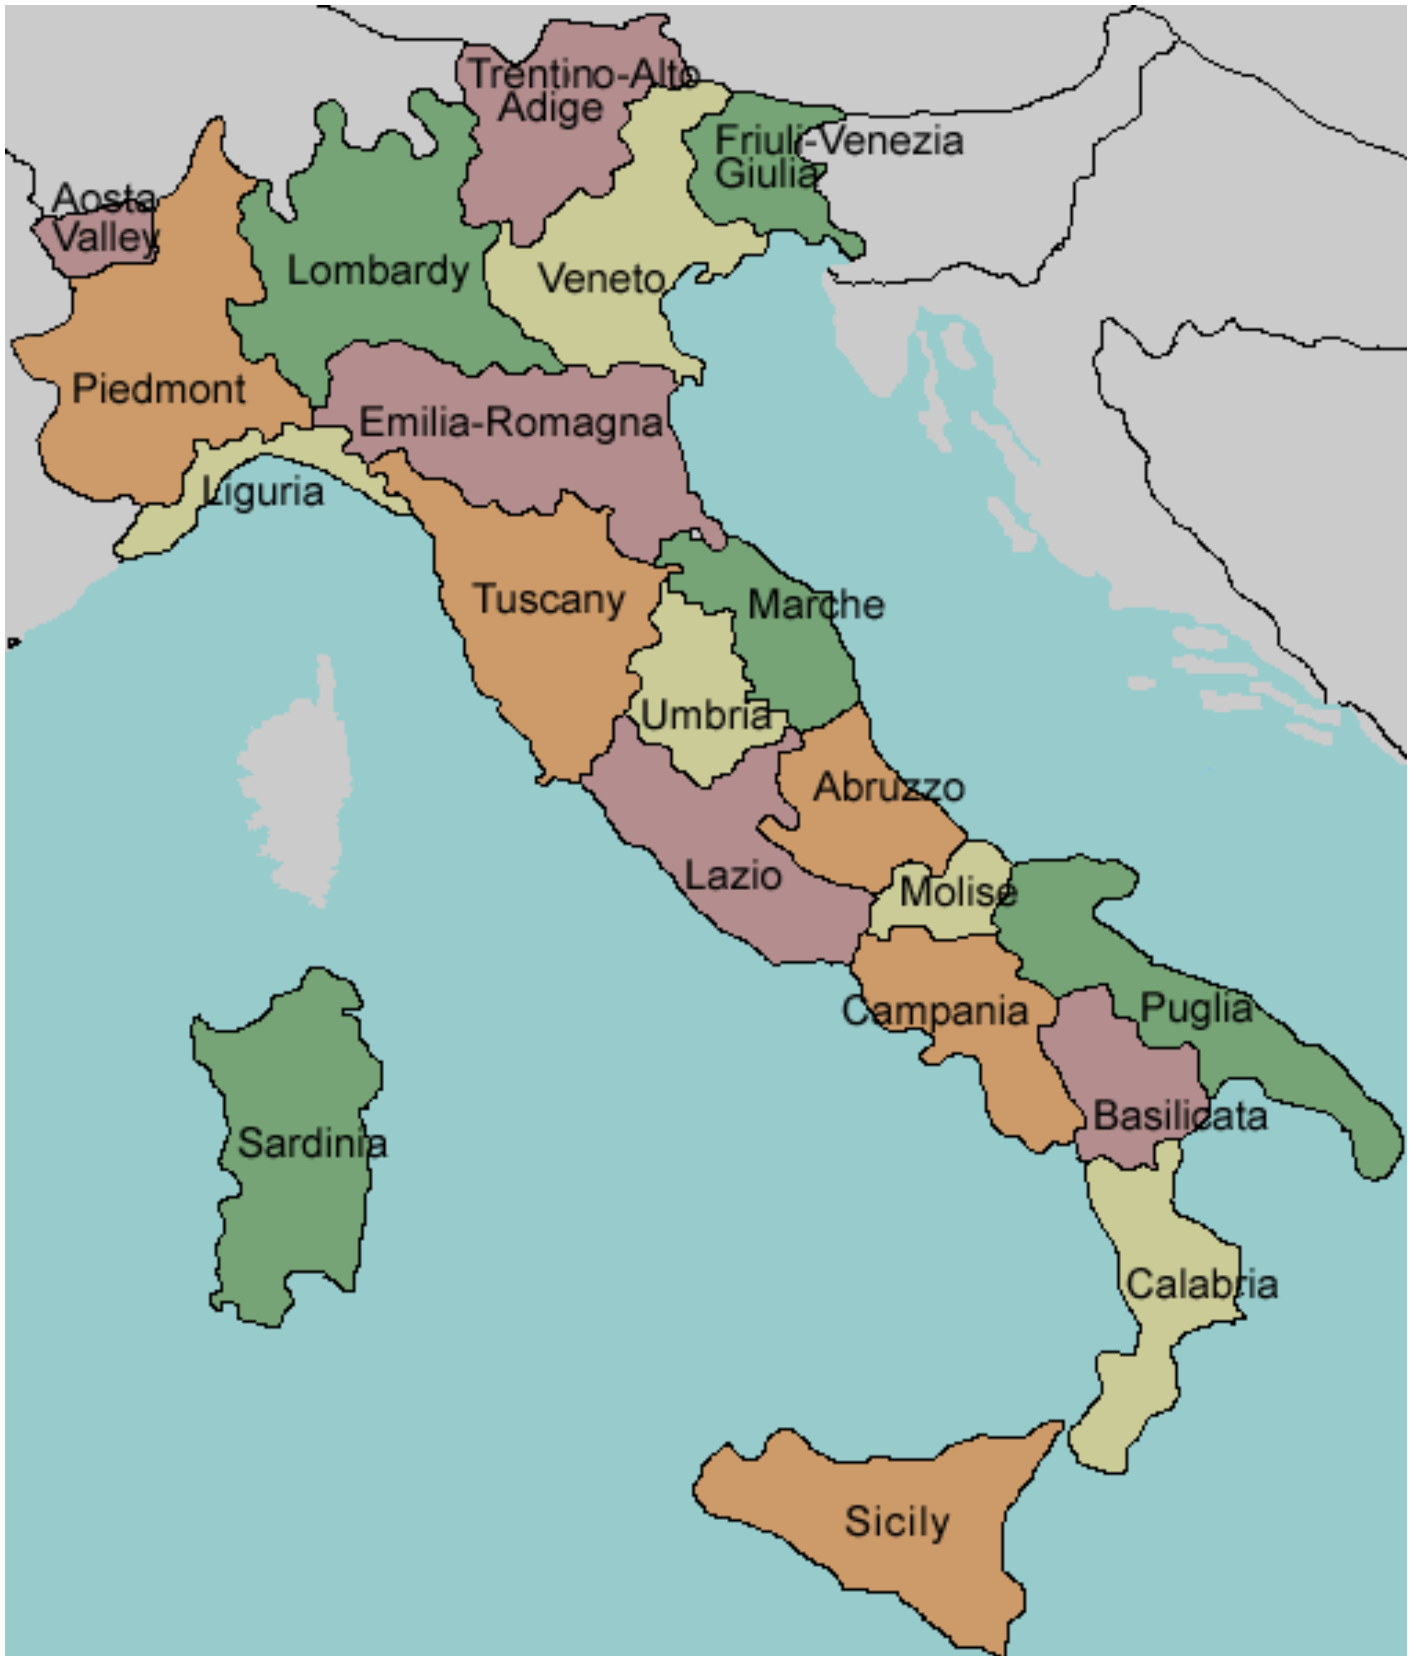 Trentino-Alto
Adige
Friuli-Venezia
Giulia
Aosta
Valley
Lombardy
Veneto
Piedmont
Emilia-Romagna
Liguria
Tuscany
Marche
Umbria
Abruzzo
Lazio
Molise
Campania
Puglia
Basilicata
Sardinia
Calabria
Sicily